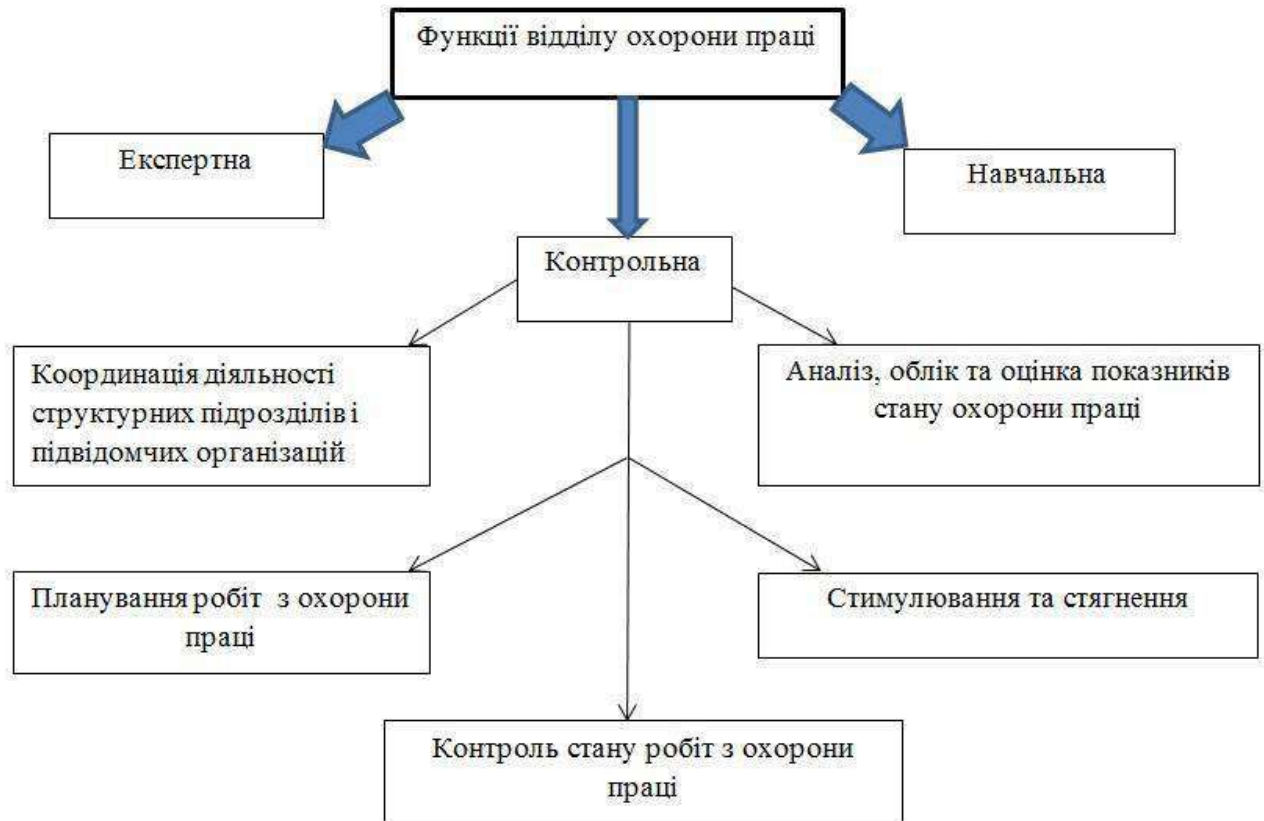 Функції відділу охорони праці
Експертна
Навчальна
Контрольна
Координація діяльності
структурних підрозділів і
підвідомчих організацій
Аналіз, облік та оцінка показників
стану охорони праці
Планування робіт з охорони
праці
Стимулювання та стягнення
Контроль стану робіт з охорони
праці